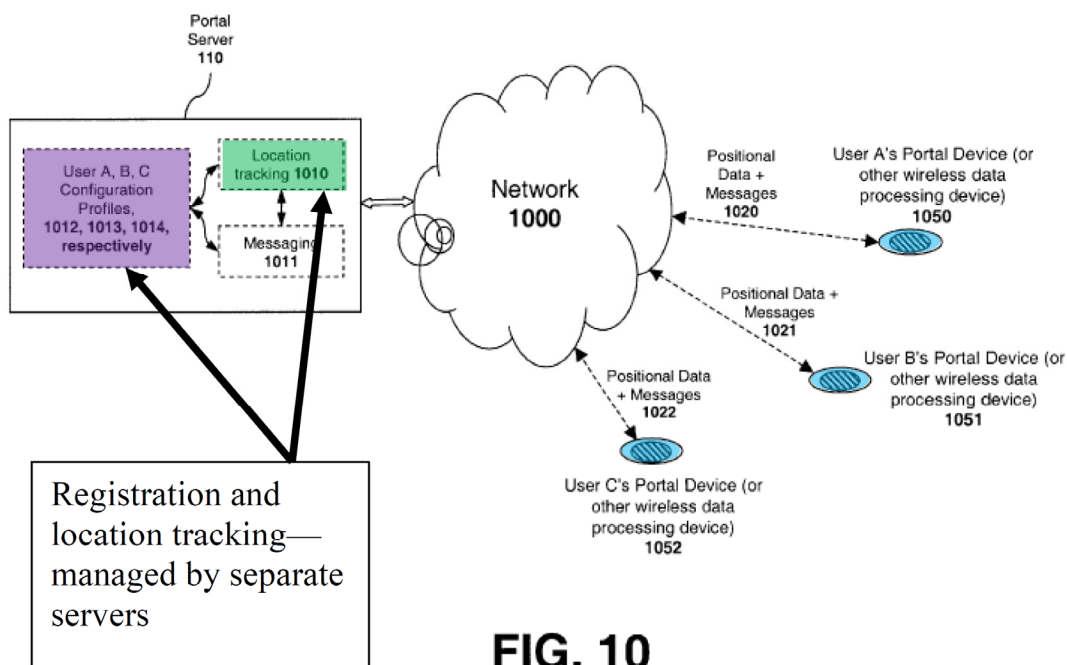 Portal
Server
110
User A, B, C
Configuration
Profiles,
1012, 1013, 1014,
respectively
Location
tracking 1010
Messaging
1011
Network
1000
Positional
Data +
Messages
1020
User A's Portal Device (or
other wireless data
processing device)
1050
Positional Data +
Messages
1021
User B's Portal Device (or
other wireless data
processing device)
1051
Positional Data
+ Messages
1022
User C's Portal Device (or
other wireless data
processing device)
1052
Registration and
location tracking—
managed by separate
servers
FIG. 10